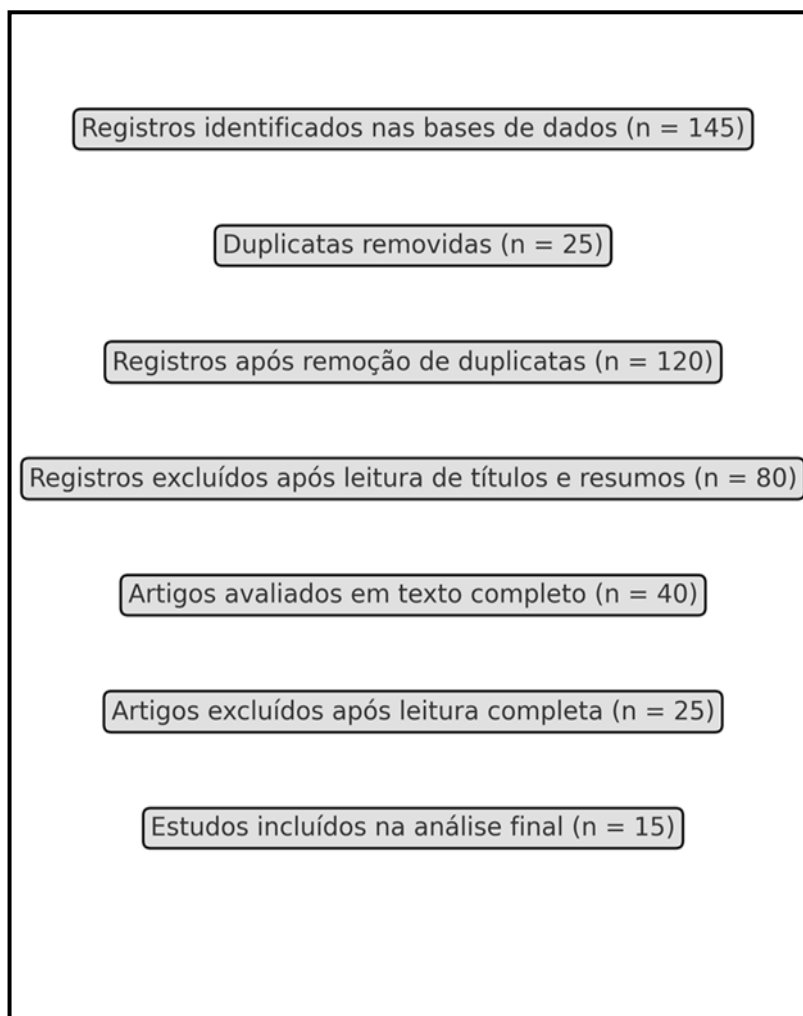 Registros identificados nas bases de dados (n = 145)
Duplicatas removidas (n = 25)
Registros após remoção de duplicatas (n = 120)
Registros excluídos após leitura de títulos e resumos (n = 80)
Artigos avaliados em texto completo (n = 40)
Artigos excluídos após leitura completa (n = 25)
Estudos incluídos na análise final (n = 15)